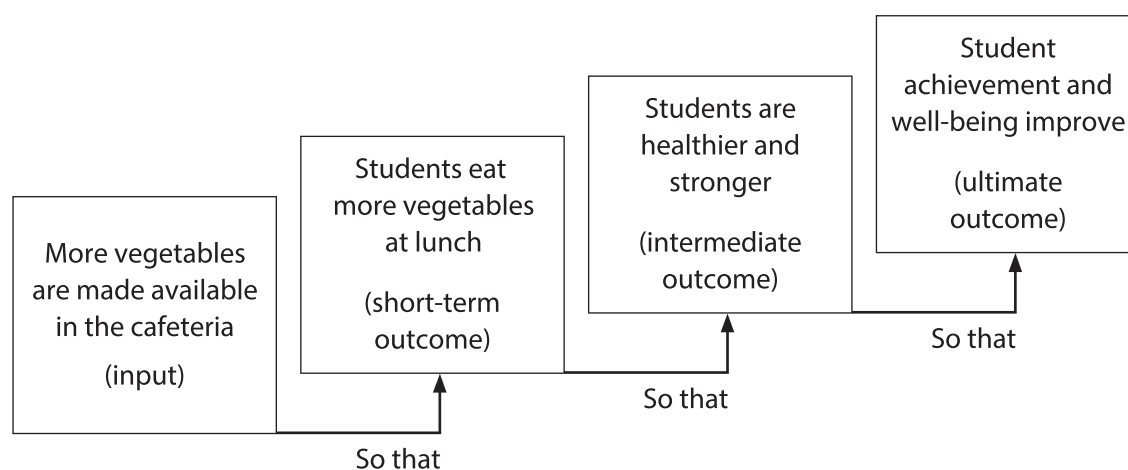 More vegetables
are made available
in the cafeteria
(input)
So that
Students eat
more vegetables
at lunch
(short-term
outcome)
So that
Students are
healthier and
stronger
(intermediate
outcome)
So that
Student
achievement and
well-being improve
(ultimate
outcome)